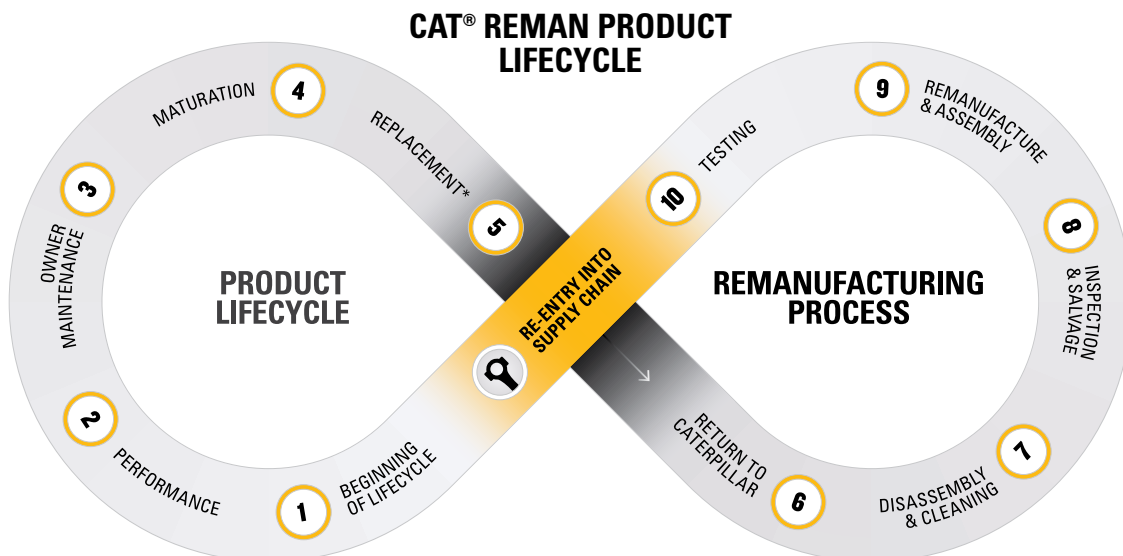 CAT® REMAN PRODUCT
LIFECYCLE
PRODUCT
LIFECYCLE
1
BEGINNING
OF LIFECYCLE
2
PERFORMANCE
3
OWNER
MAINTENANCE
4
MATURATION
5
REPLACEMENT*
REMANUFACTURING
PROCESS
6
RETURN TO
CATERPILLAR
7
DISASSEMBLY
& CLEANING
8
INSPECTION
& SALVAGE
9
REMANUFACTURE
& ASSEMBLY
10
TESTING
RE-ENTRY INTO
SUPPLY CHAIN